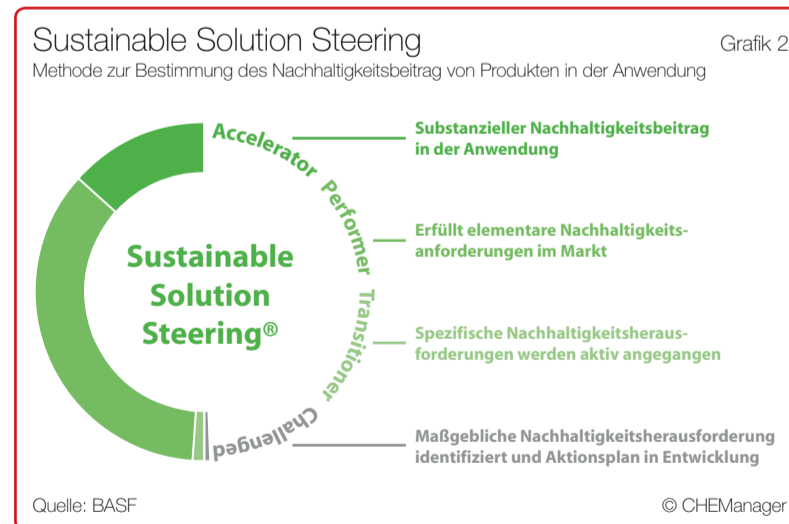 Sustainable Solution Steering
Grafik 2
Methode zur Bestimmung des Nachhaltigkeitsbeitrag von Produkten in der Anwendung
Accelerator
Substanzieller Nachhaltigkeitsbeitrag
in der Anwendung
Performer
Erfüllt elementare Nachhaltigkeits-
anforderungen im Markt
Sustainable
Solution
Steering®
Transitioner
Spezifische Nachhaltigkeitsheraus-
forderungen werden aktiv angegangen
Challenged
Maßgebliche Nachhaltigkeitsherausforderung
identifiziert und Aktionsplan in Entwicklung
Quelle: BASF
© CHEManager